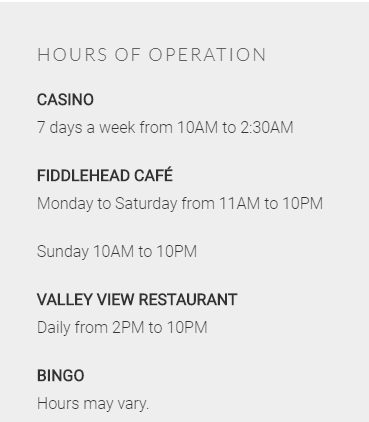 HOURS OF OPERATION
CASINO
7 days a week from 10AM to 2:30AM
FIDDLEHEAD CAFÉ
Monday to Saturday from 11AM to 10PM
Sunday 10AM to 10PM
VALLEY VIEW RESTAURANT
Daily from 2PM to 10PM
BINGO
Hours may vary.